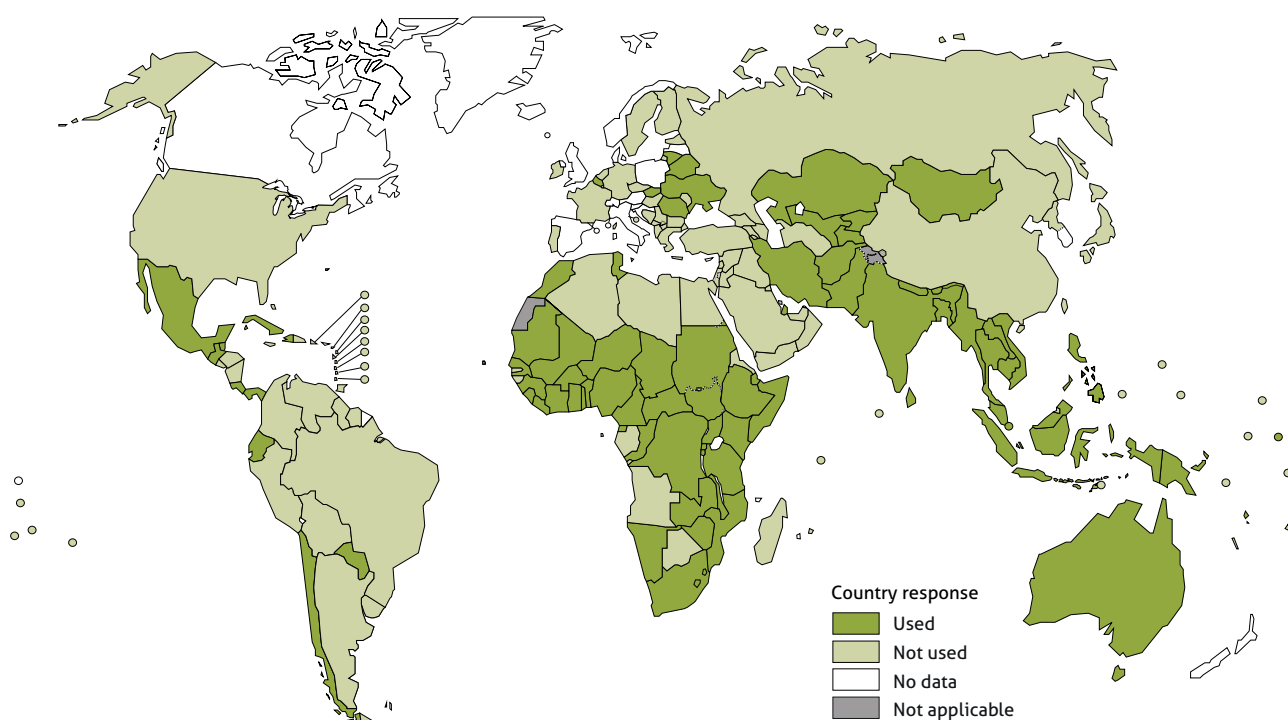 Country response
Used
Not used
No data
Not applicable